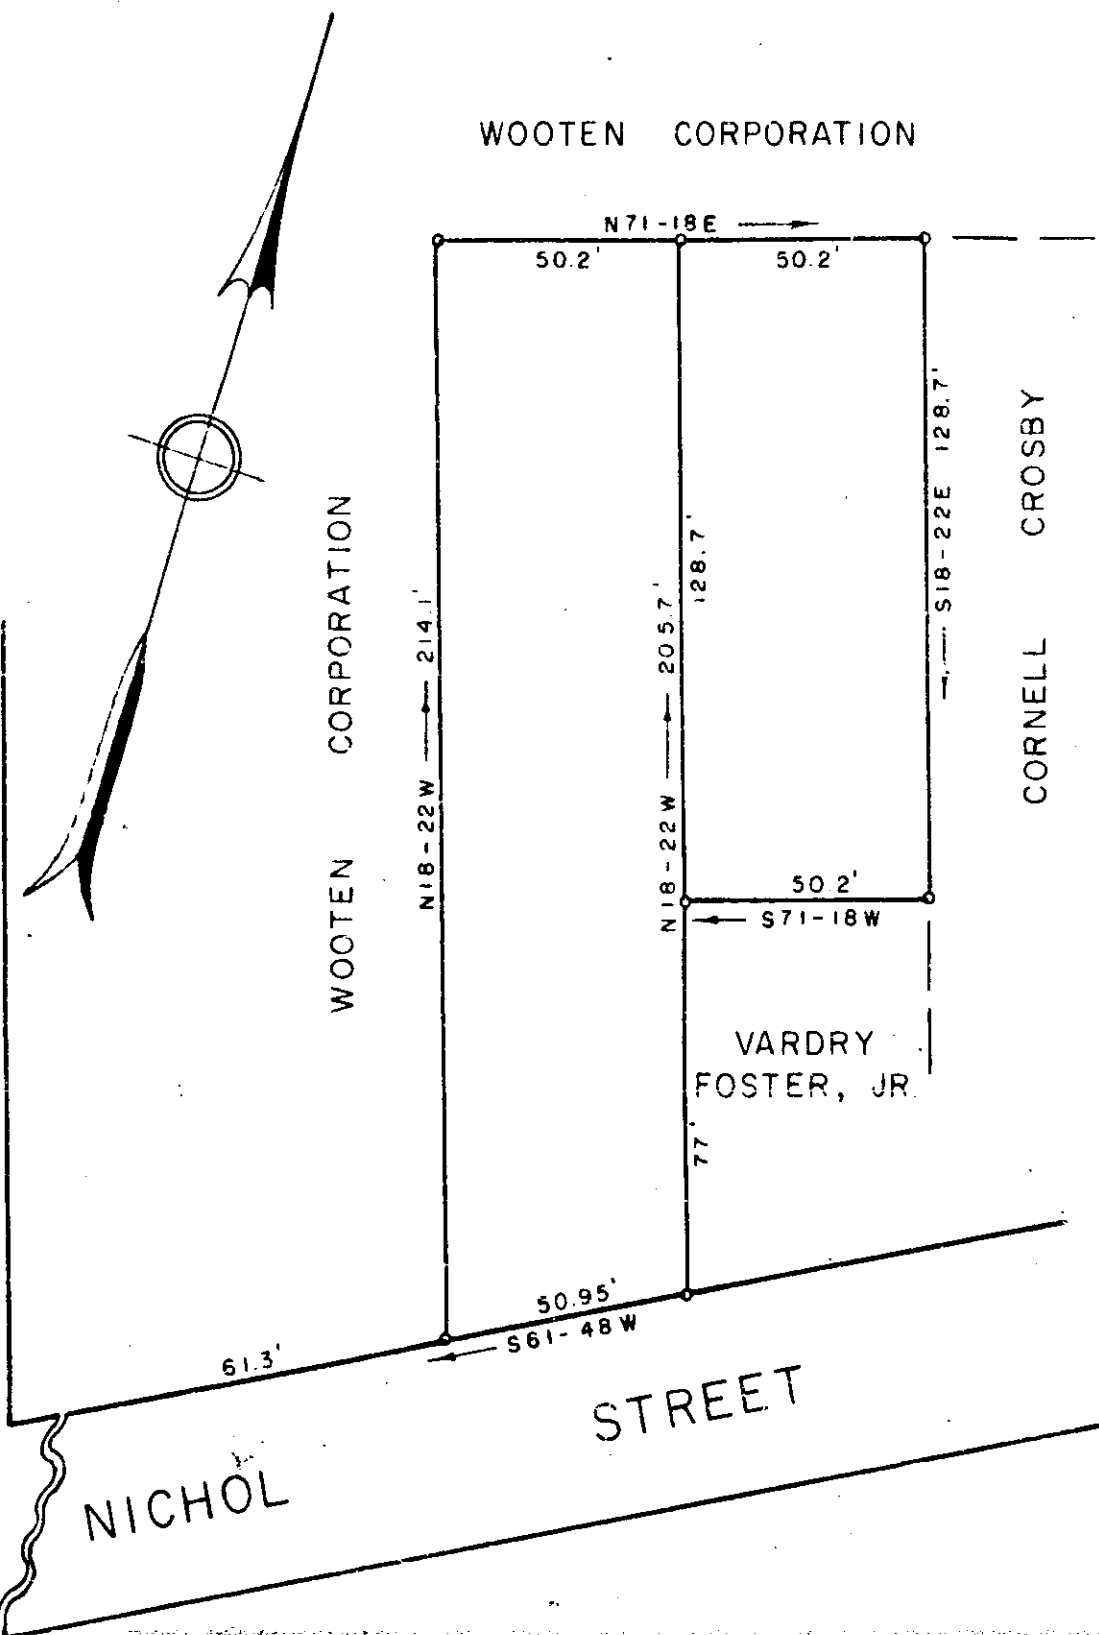 WOOTEN CORPORATION
N71-18E
50.2'
50.2'
WOOTEN CORPORATION
N18-22W 214.1'
N18-22W 205.7'
128.7'
S18-22E 128.7'
CORNELL CROSBY
50.2'
S71-18W
VARDRY
FOSTER, JR.
77'
50.95'
S61-48W
61.3'
NICHOL STREET